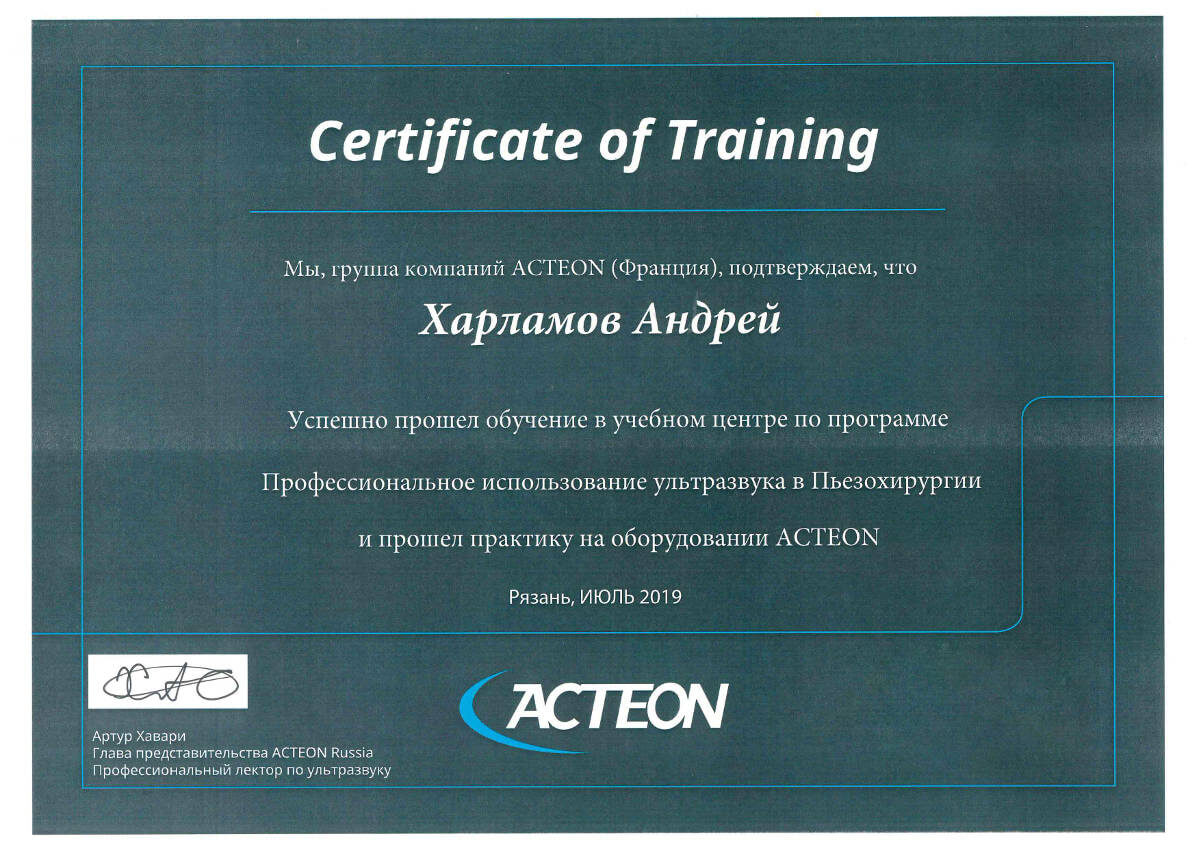 Certificate of Training
Мы, группа компаний ACTEON (Франция), подтверждаем, что
Харламов Андрей
Успешно прошел обучение в учебном центре по программе
Профессиональное использование ультразвука в Пьезохирургии
и прошел практику на оборудовании ACTEON
Рязань, ИЮЛЬ 2019
ACTEON
Артур Хавари
Глава представительства ACTEON Russia
Профессиональный лектор по ультразвуку